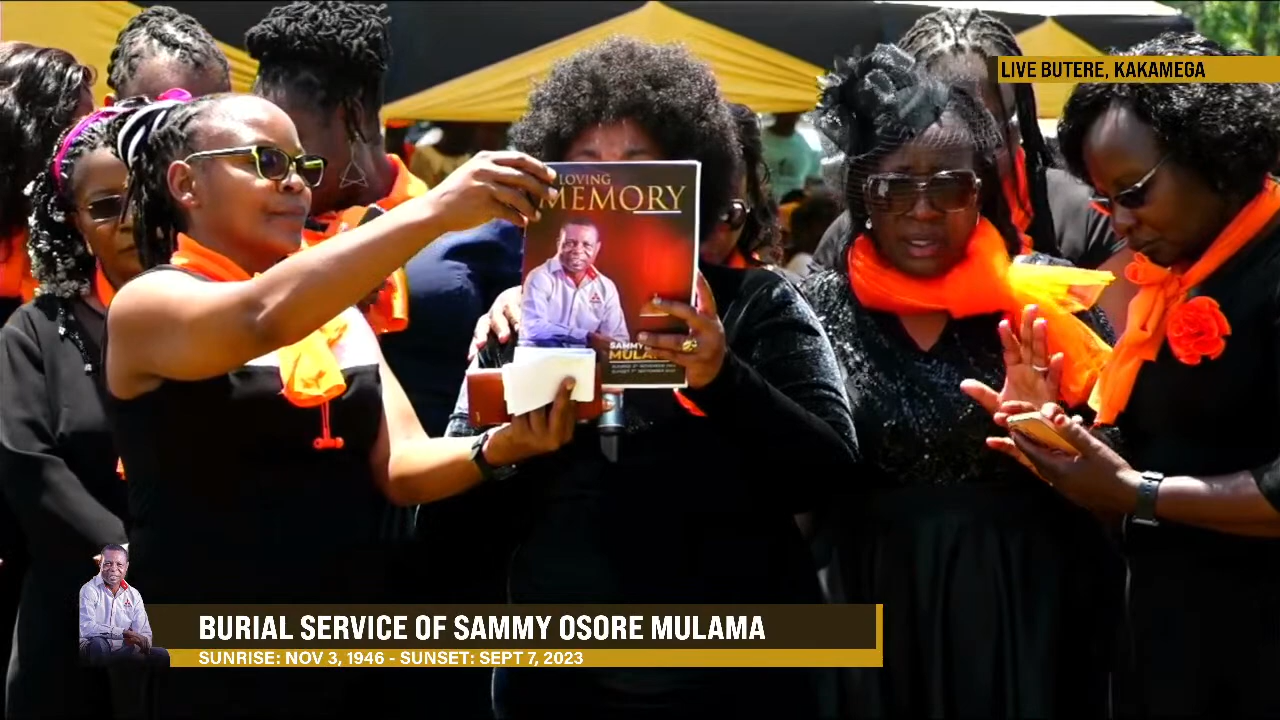 LIVE BUTERE, KAKAMEGA
LOVING
MEMORY
SAMMY
BURIAL SERVICE OF SAMMY OSORE MULAMA
SUNRISE: NOV 3, 1946 - SUNSET: SEPT 7, 2023